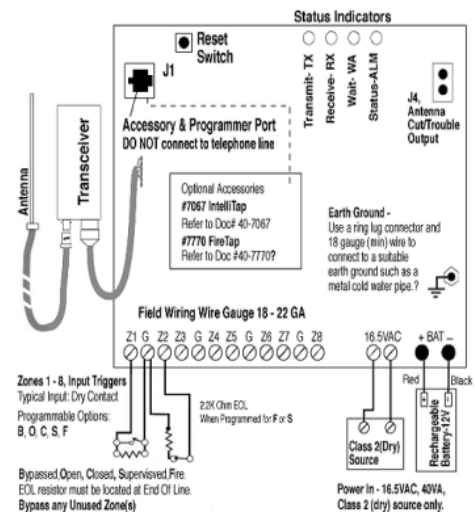 Status Indicators
Reset
Switch
J1
Transmit- TX
Receive- RX
Wait- WA
Status-ALM
J4,
Antenna
Cut/Trouble
Output
Accessory & Programmer Port
DO NOT connect to telephone line
Antenna
Transceiver
Optional Accessories
#7067 IntelliTap
Refer to Doc# 40-7067
#7770 FireTap
Refer to Doc #40-7770?
Earth Ground -
Use a ring lug connector and
18 gauge (min) wire to
connect to a suitable
earth ground such as a
metal cold water pipe.?
Field Wiring Wire Gauge 18 - 22 GA
Z1 G Z2 Z3 G Z4 Z5 G Z6 Z7 G Z8
16.5VAC + BAT –
Zones 1 - 8, Input Triggers
Typical Input: Dry Contact
Programmable Options:
B, O, C, S, F
2.2K Ohm EOL
When Programmed for F or S
Red
Black
+ -
Rechargeable
Battery-12V
Class 2(Dry)
Source
Bypassed,Open, Closed, Supervisved,Fire.
EOL resistor must be located at End Of Line.
Bypass any Unused Zone(s)
Power In - 16.5VAC, 40VA,
Class 2 (dry) source only.